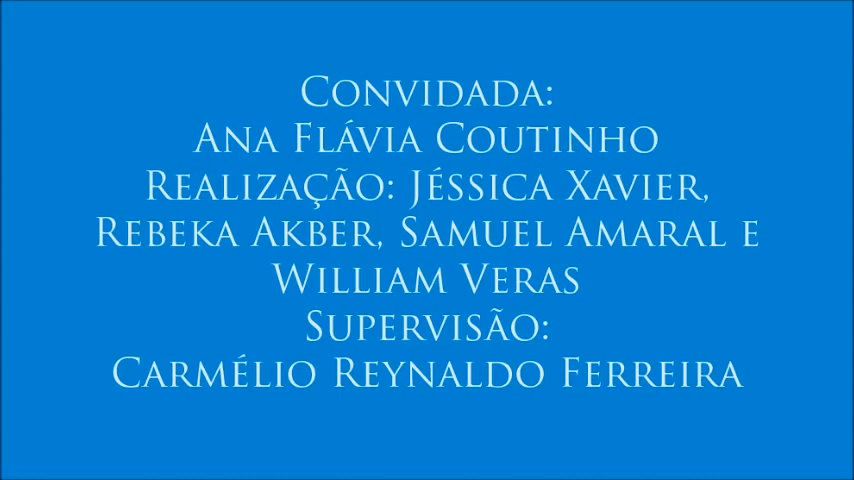 Convidada:
Ana Flávia Coutinho
Realização: Jéssica Xavier,
Rebeka Akber, Samuel Amaral e
William Veras
Supervisão:
Carmélio Reynaldo Ferreira